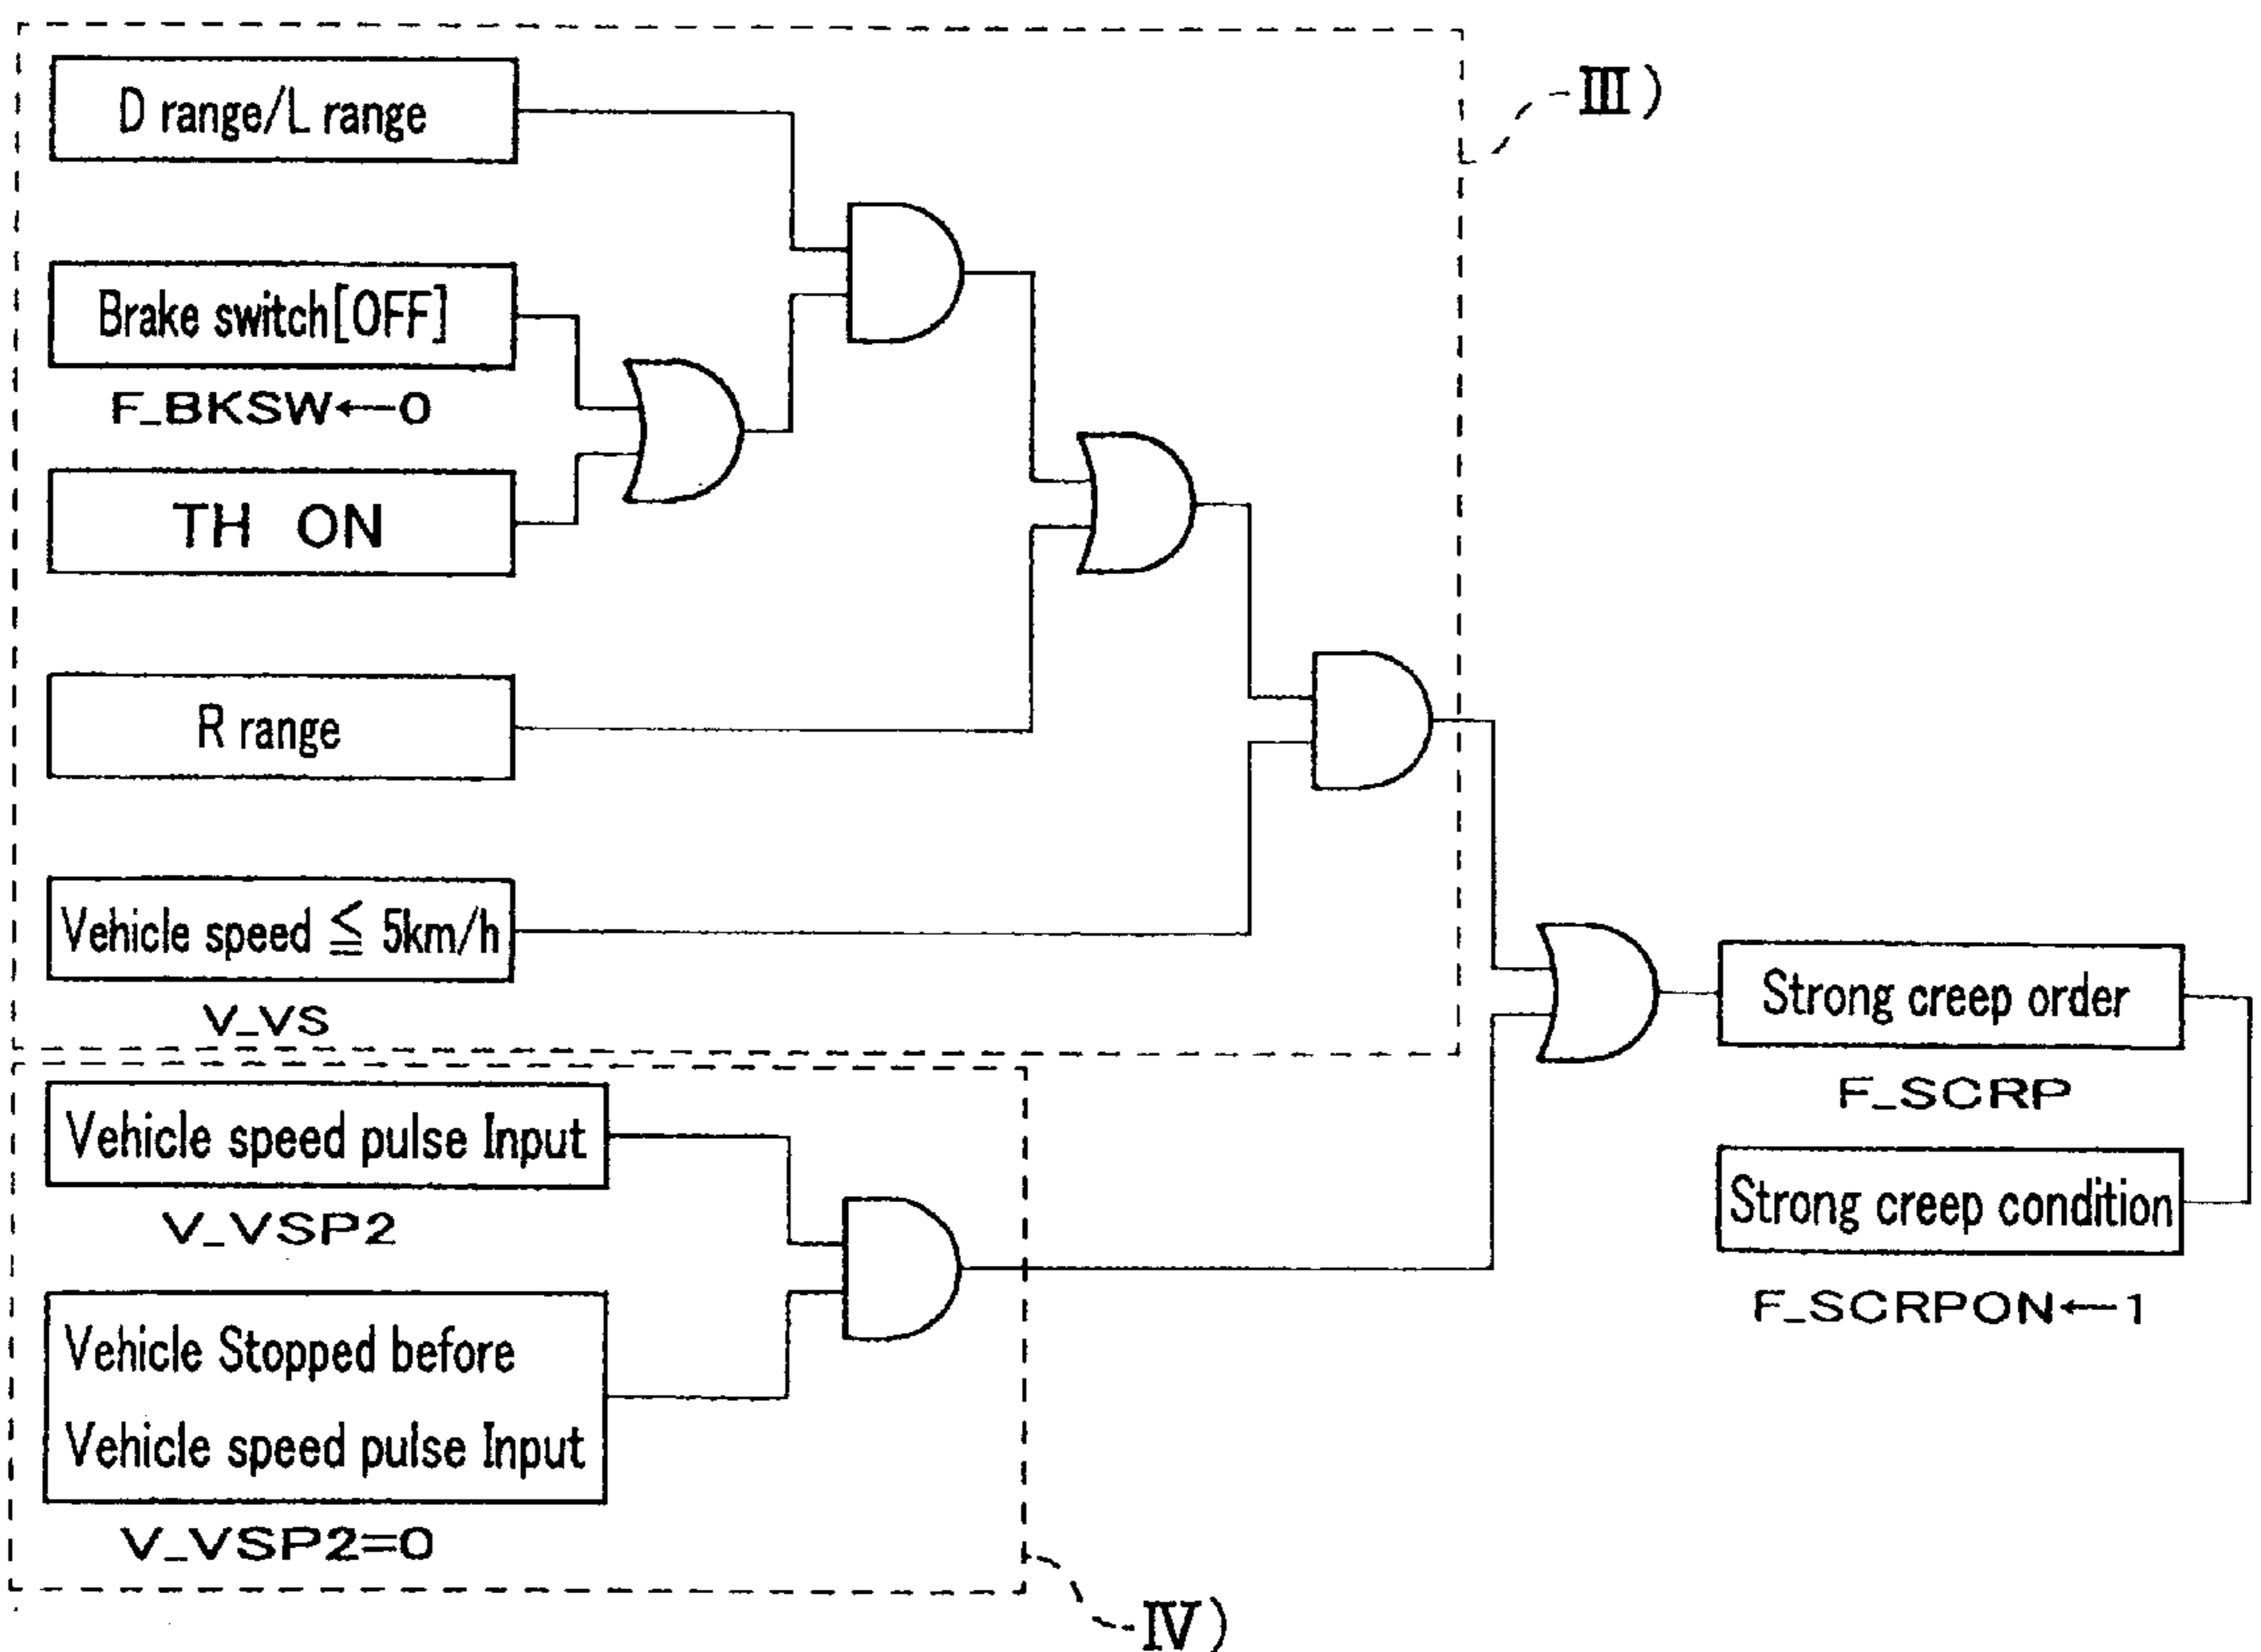 D range/L range
Brake switch[OFF]
F_BKSW←0
TH ON
R range
Vehicle speed ≦ 5km/h
V_VS
III)
Vehicle speed pulse Input
V_VSP2
Vehicle Stopped before
Vehicle speed pulse Input
V_VSP2=0
IV)
Strong creep order
F_SCRP
Strong creep condition
F_SCRPON←1